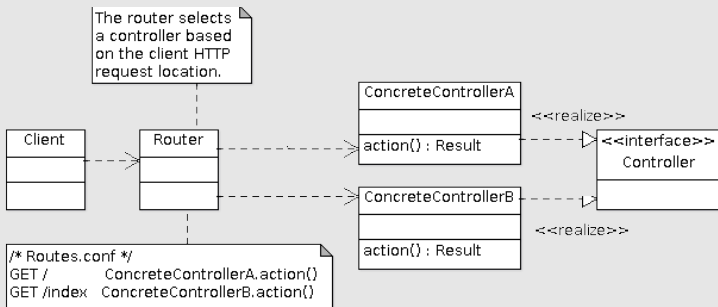 The router selects
a controller based
on the client HTTP
request location.
Client
Router
ConcreteControllerA
action() : Result
<<realize>>
<<interface>>
Controller
ConcreteControllerB
action() : Result
<<realize>>
/* Routes.conf */
GET / ConcreteControllerA.action()
GET /index ConcreteControllerB.action()